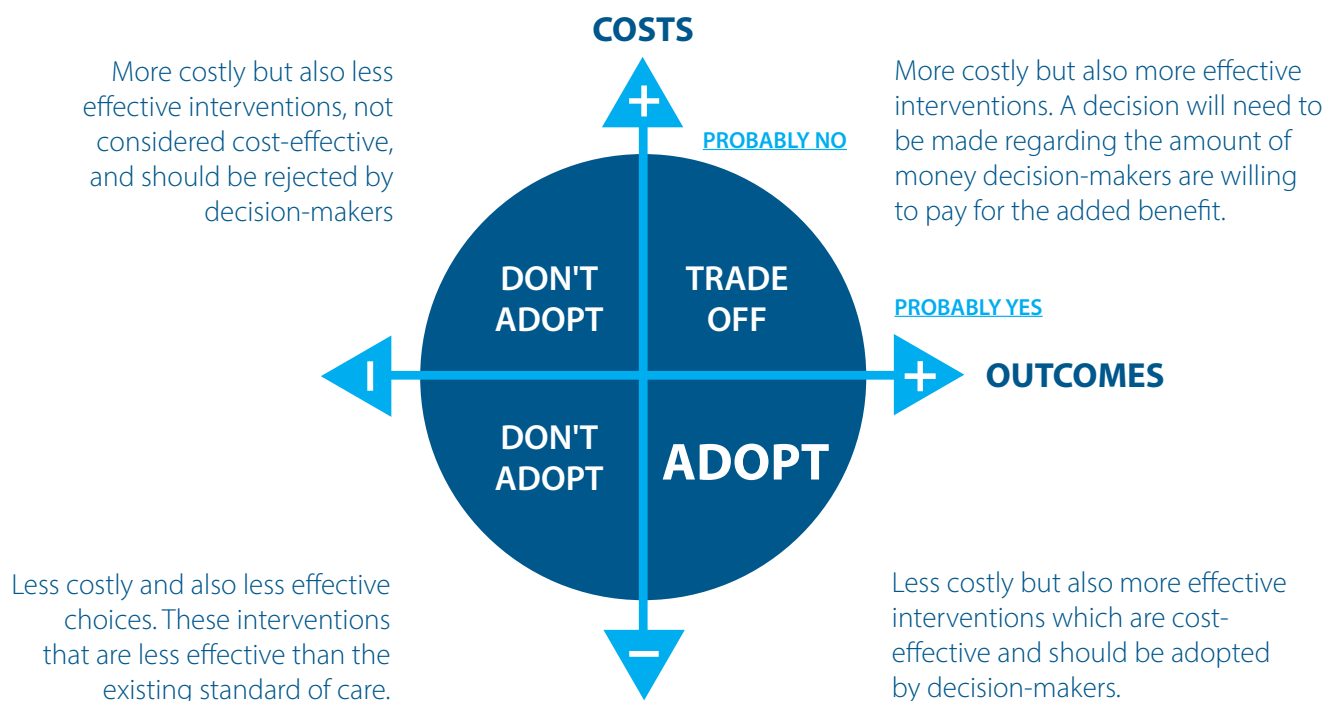 COSTS
More costly but also less
effective interventions, not
considered cost-effective,
and should be rejected by
decision-makers
+
PROBABLY NO
More costly but also more effective
interventions. A decision will need to
be made regarding the amount of
money decision-makers are willing
to pay for the added benefit.
DON'T
ADOPT
TRADE
OFF
PROBABLY YES
–
+
OUTCOMES
DON'T
ADOPT
ADOPT
Less costly and also less effective
choices. These interventions
that are less effective than the
existing standard of care.
–
Less costly but also more effective
interventions which are cost-
effective and should be adopted
by decision-makers.